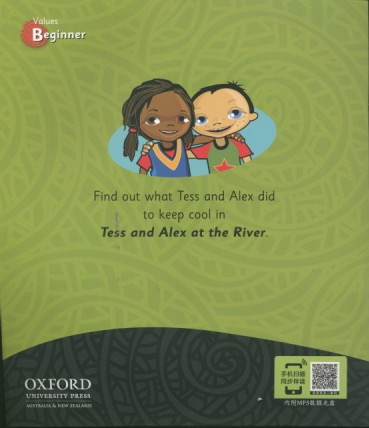 Values
Beginner
Find out what Tess and Alex did
to keep cool in
Tess and Alex at the River.
OXFORD
UNIVERSITY PRESS
AUSTRALIA & NEW ZEALAND
手机扫描
同步伴读